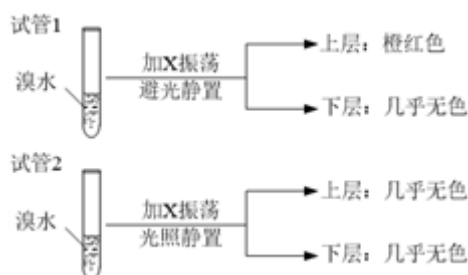 试管1
溴水
加X振荡
避光静置
上层：橙红色
下层：几乎无色
试管2
溴水
加X振荡
光照静置
上层：几乎无色
下层：几乎无色